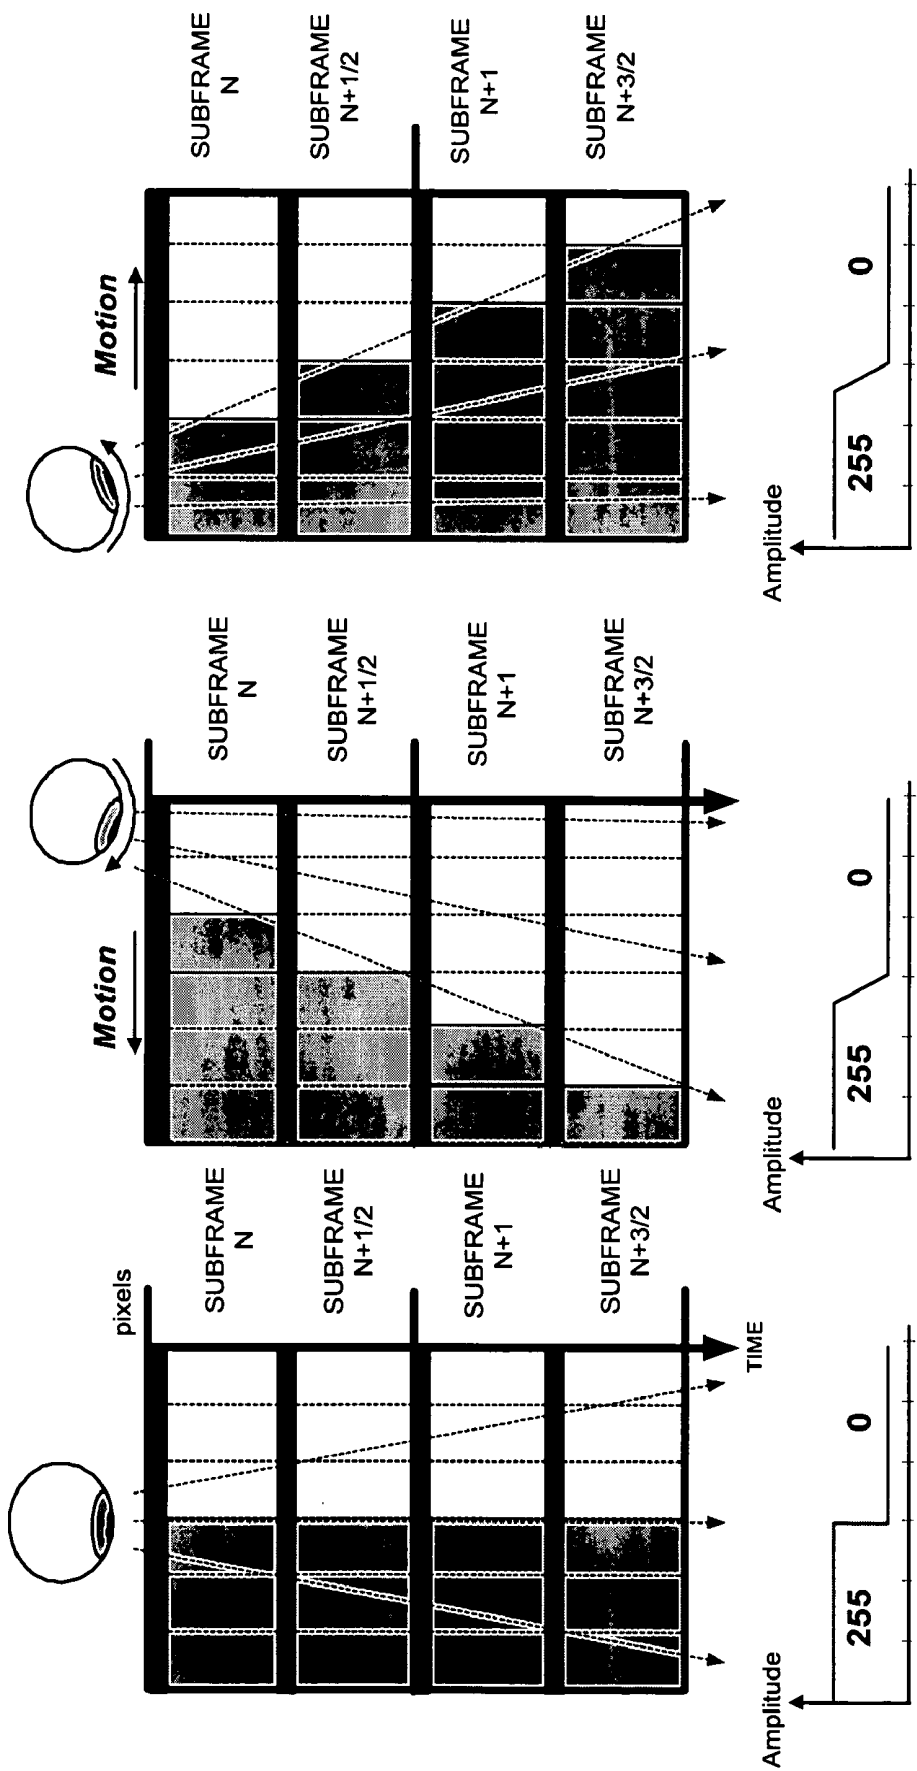 Motion
SUBFRAME
N
SUBFRAME
N+1/2
SUBFRAME
N+1
SUBFRAME
N+3/2
Amplitude
255
0
Motion
SUBFRAME
N
SUBFRAME
N+1/2
SUBFRAME
N+1
SUBFRAME
N+3/2
Amplitude
255
0
pixels
SUBFRAME
N
SUBFRAME
N+1/2
SUBFRAME
N+1
SUBFRAME
N+3/2
TIME
Amplitude
255
0